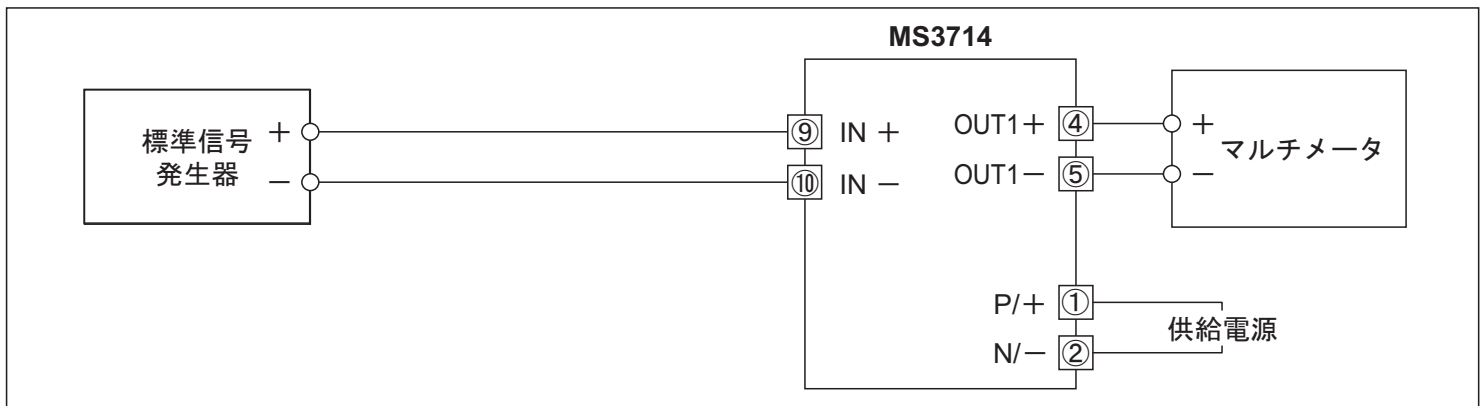 MS3714
標準信号
発生器
+
−
⑨ IN +
⑩ IN −
OUT1+ ④
OUT1− ⑤
+
−
マルチメータ
P/+ ①
N/− ②
供給電源